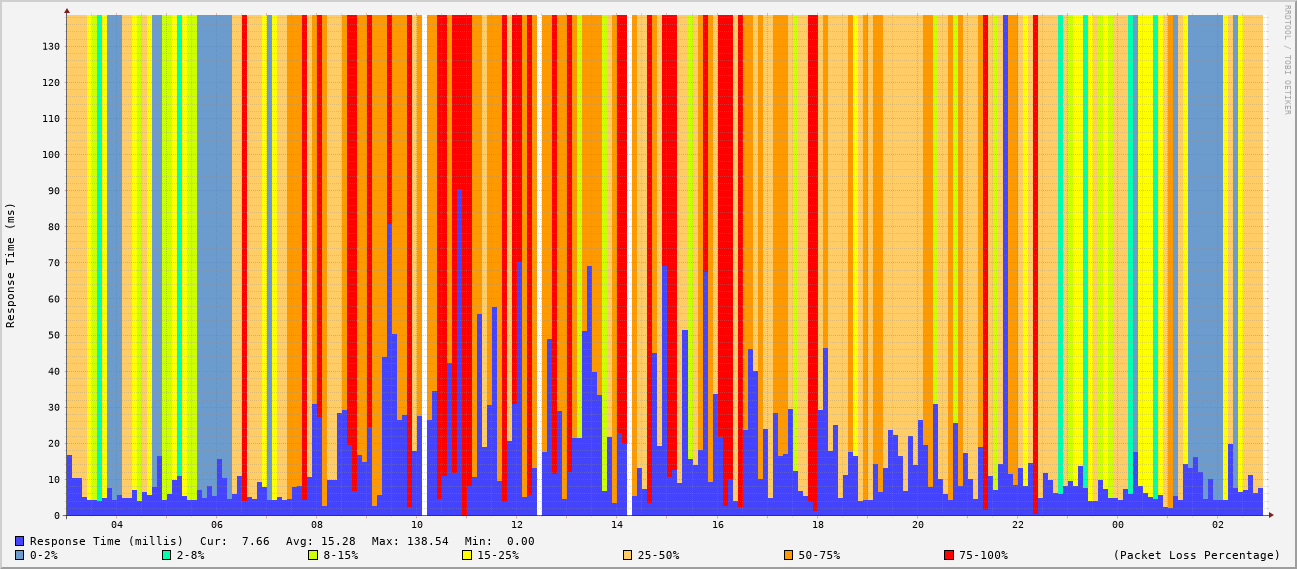 RRDTOOL / TOBI OETIKER
Response Time (ms)
130
120
110
100
90
80
70
60
50
40
30
20
10
0
04 06 08 10 12 14 16 18 20 22 00 02
Response Time (millis) Cur: 7.66 Avg: 15.28 Max: 138.54 Min: 0.00
0-2% 2-8% 8-15% 15-25% 25-50% 50-75% 75-100% (Packet Loss Percentage)